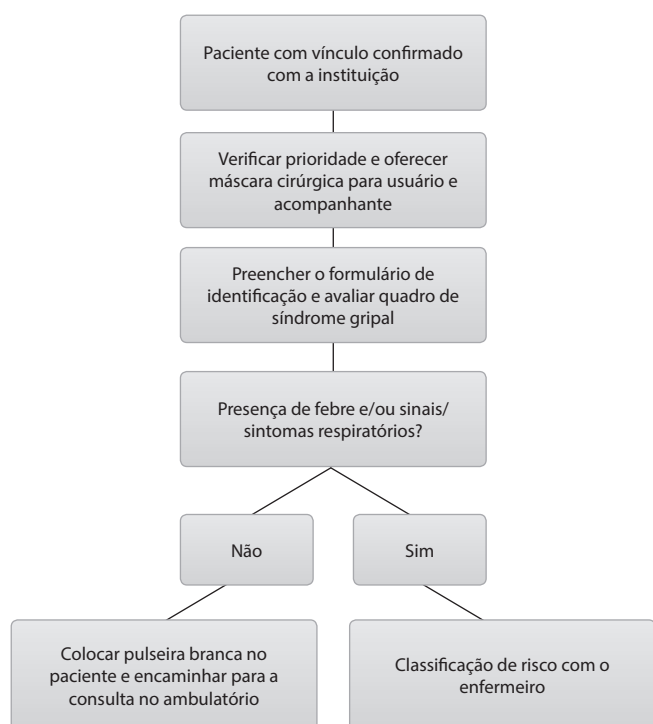 Paciente com vínculo confirmado
com a instituição
Verificar prioridade e oferecer
máscara cirúrgica para usuário e
acompanhante
Preencher o formulário de
identificação e avaliar quadro de
síndrome gripal
Presença de febre e/ou sinais/
sintomas respiratórios?
Não
Sim
Colocar pulseira branca no
paciente e encaminhar para a
consulta no ambulatório
Classificação de risco com o
enfermeiro